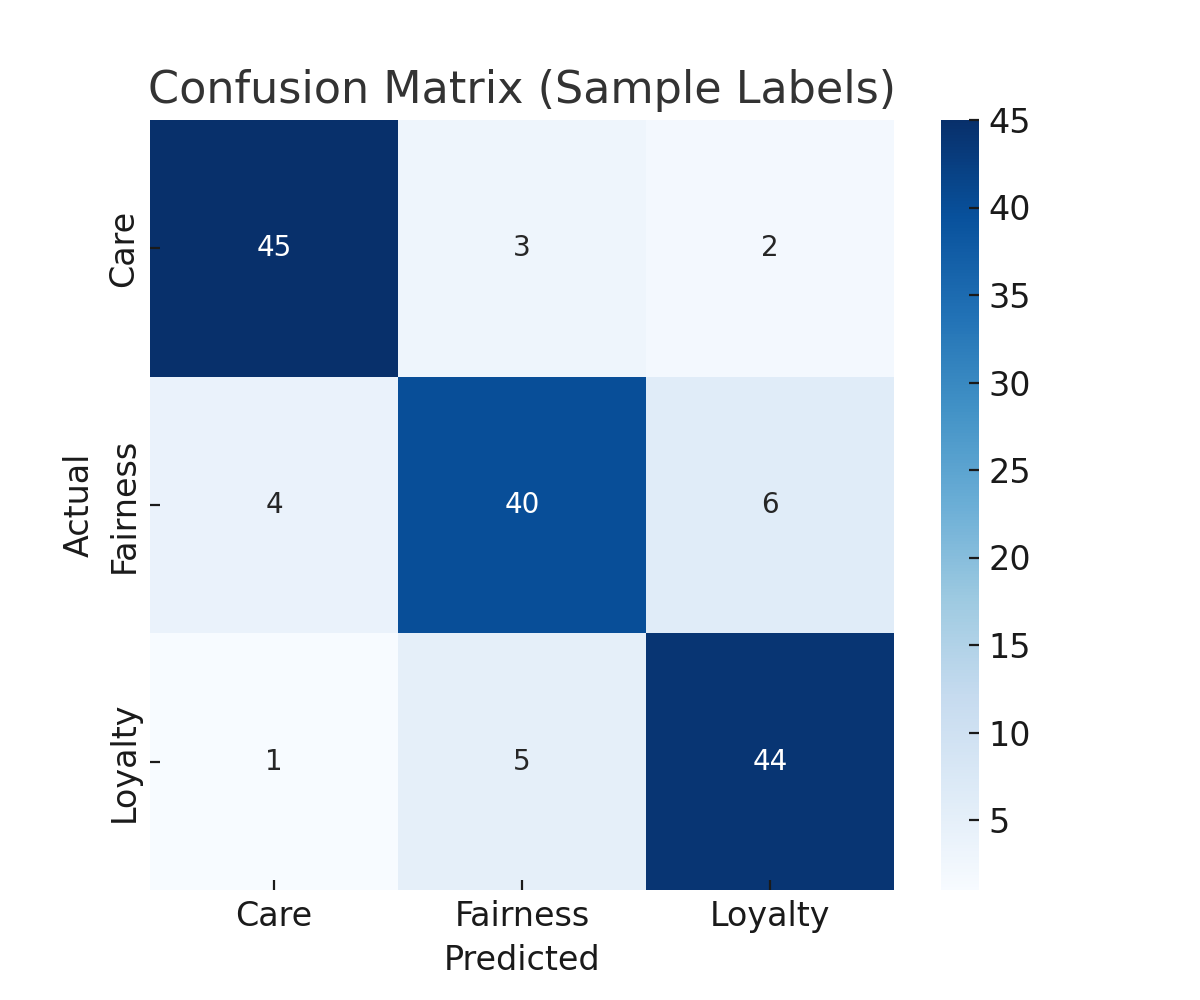 Confusion Matrix (Sample Labels)
45
40
35
30
25
20
15
10
5
Actual
Care
45 3 2
Fairness
4 40 6
Loyalty
1 5 44
Care Fairness Loyalty
Predicted